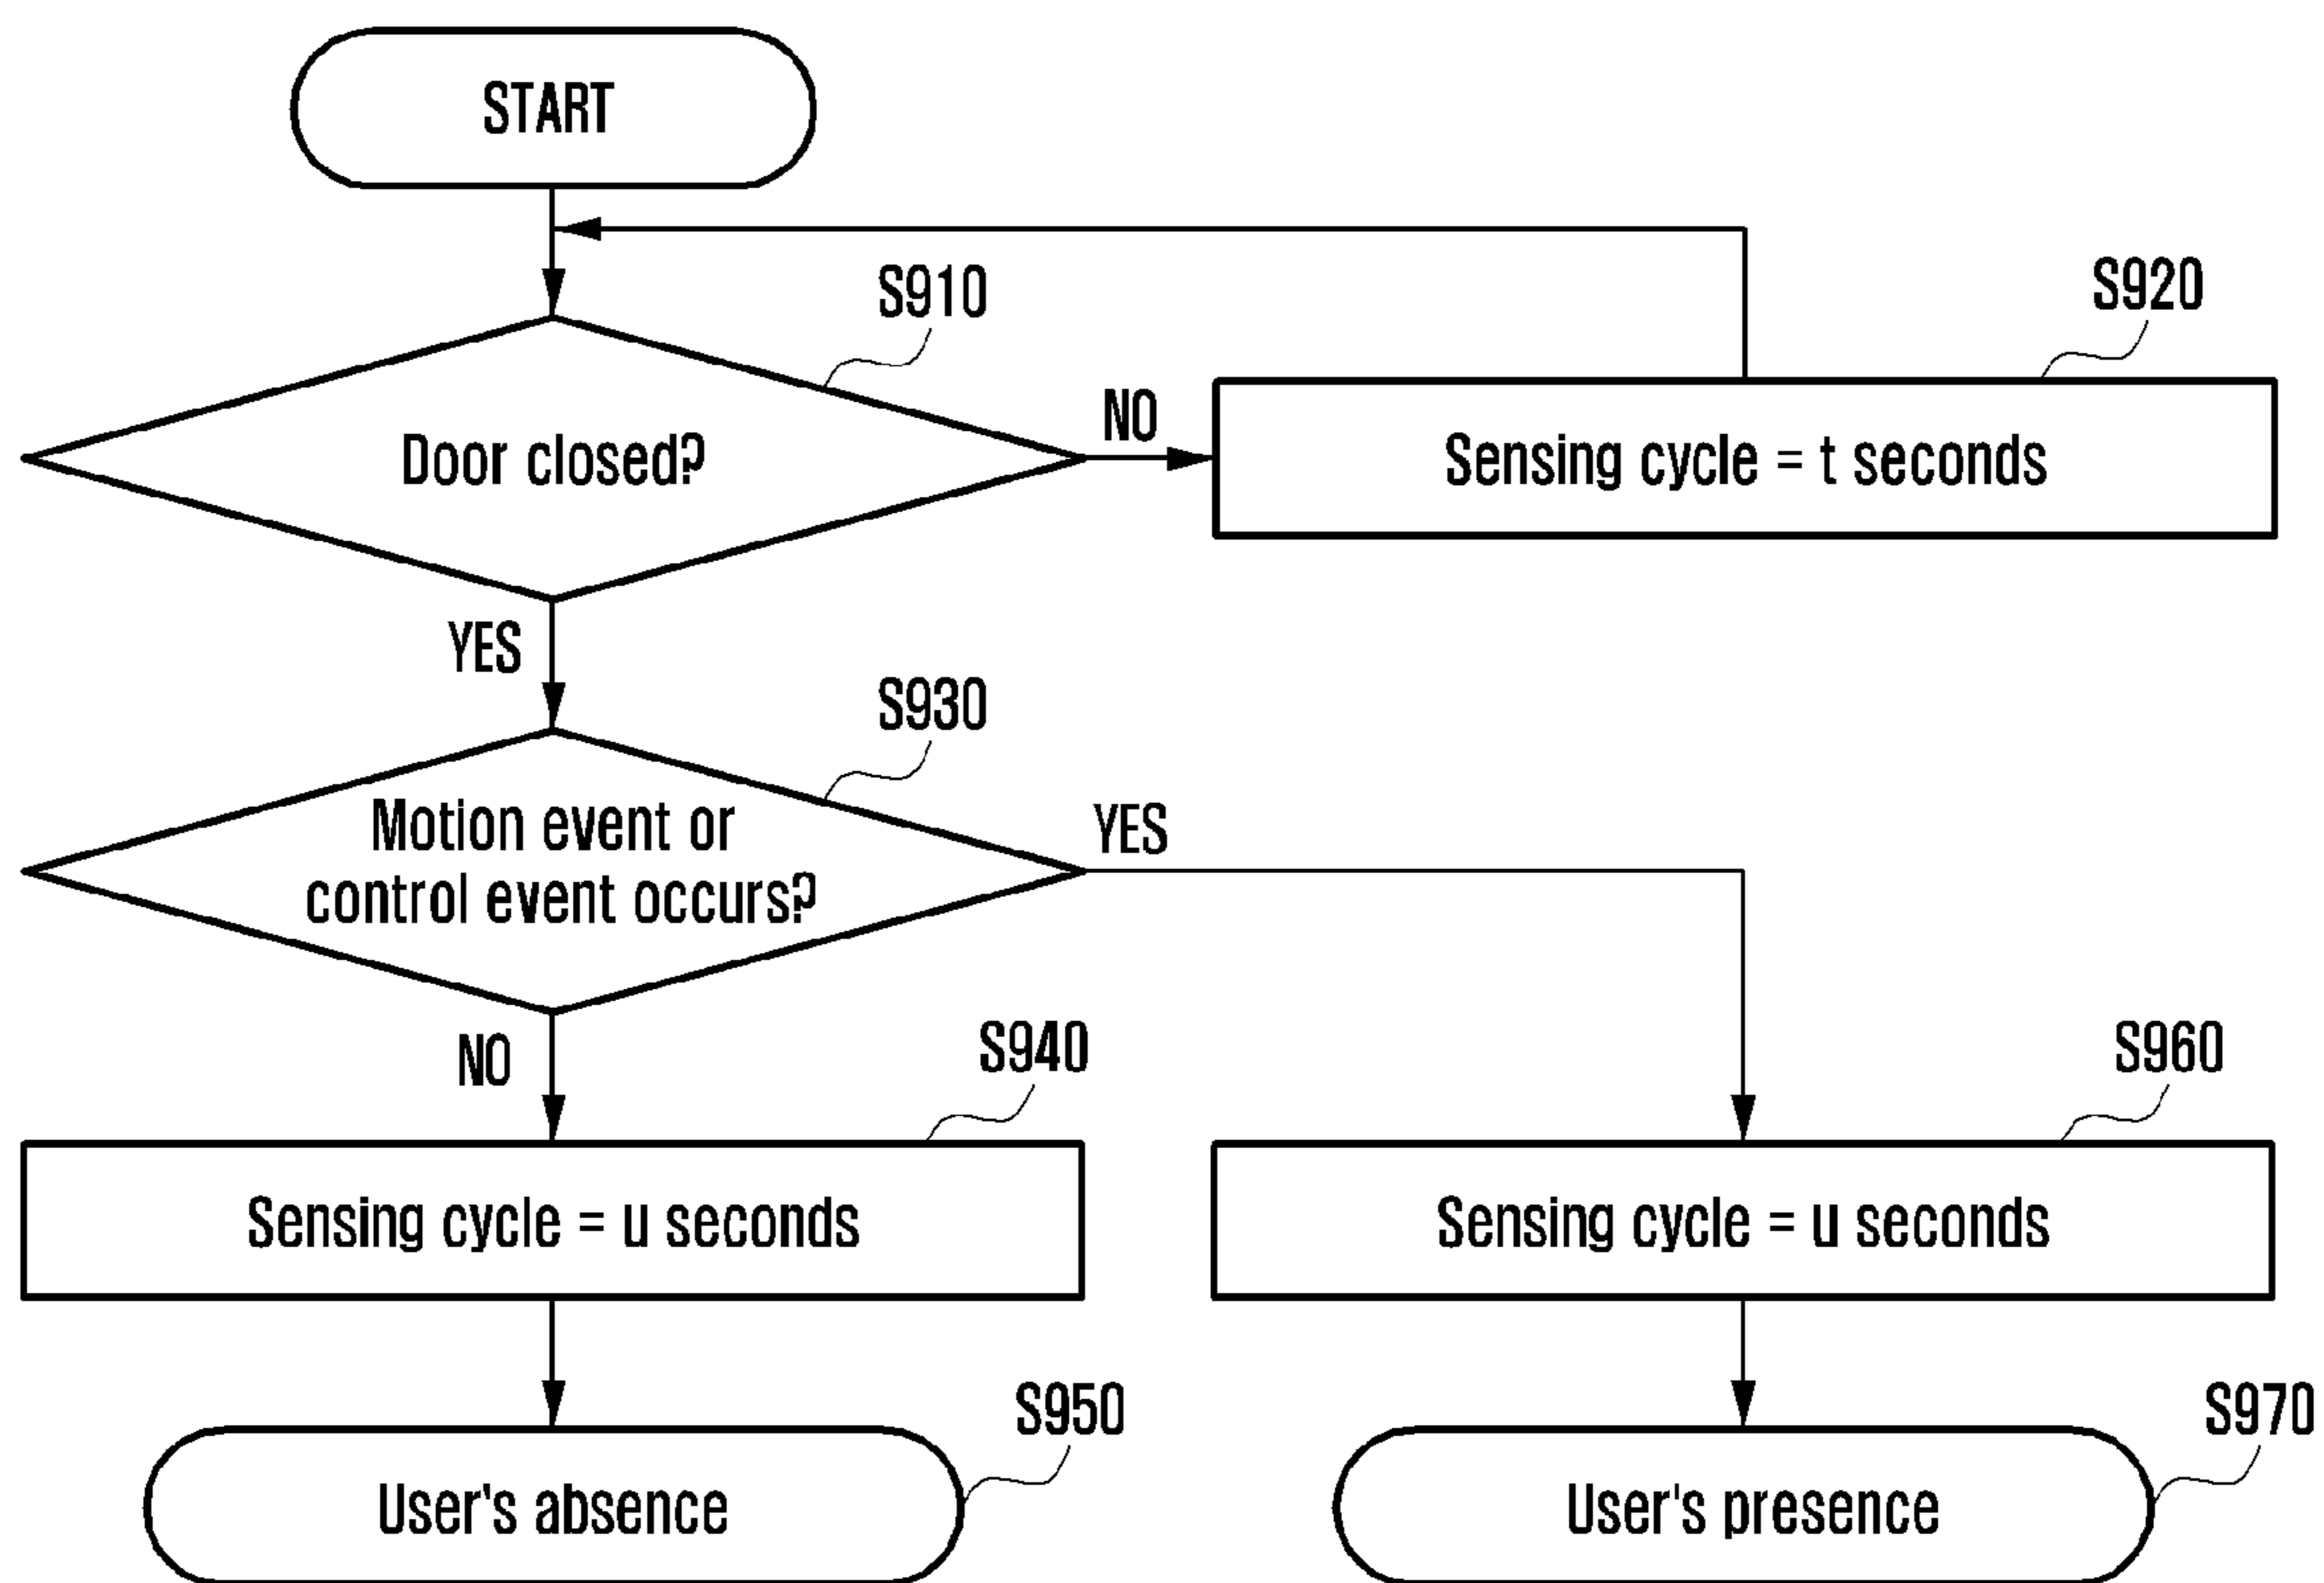 START
S910
S920
Door closed?
NO
Sensing cycle = t seconds
YES
S930
Motion event or
control event occurs?
YES
NO
S940
S960
Sensing cycle = u seconds
Sensing cycle = u seconds
S950
S970
User's absence
User's presence